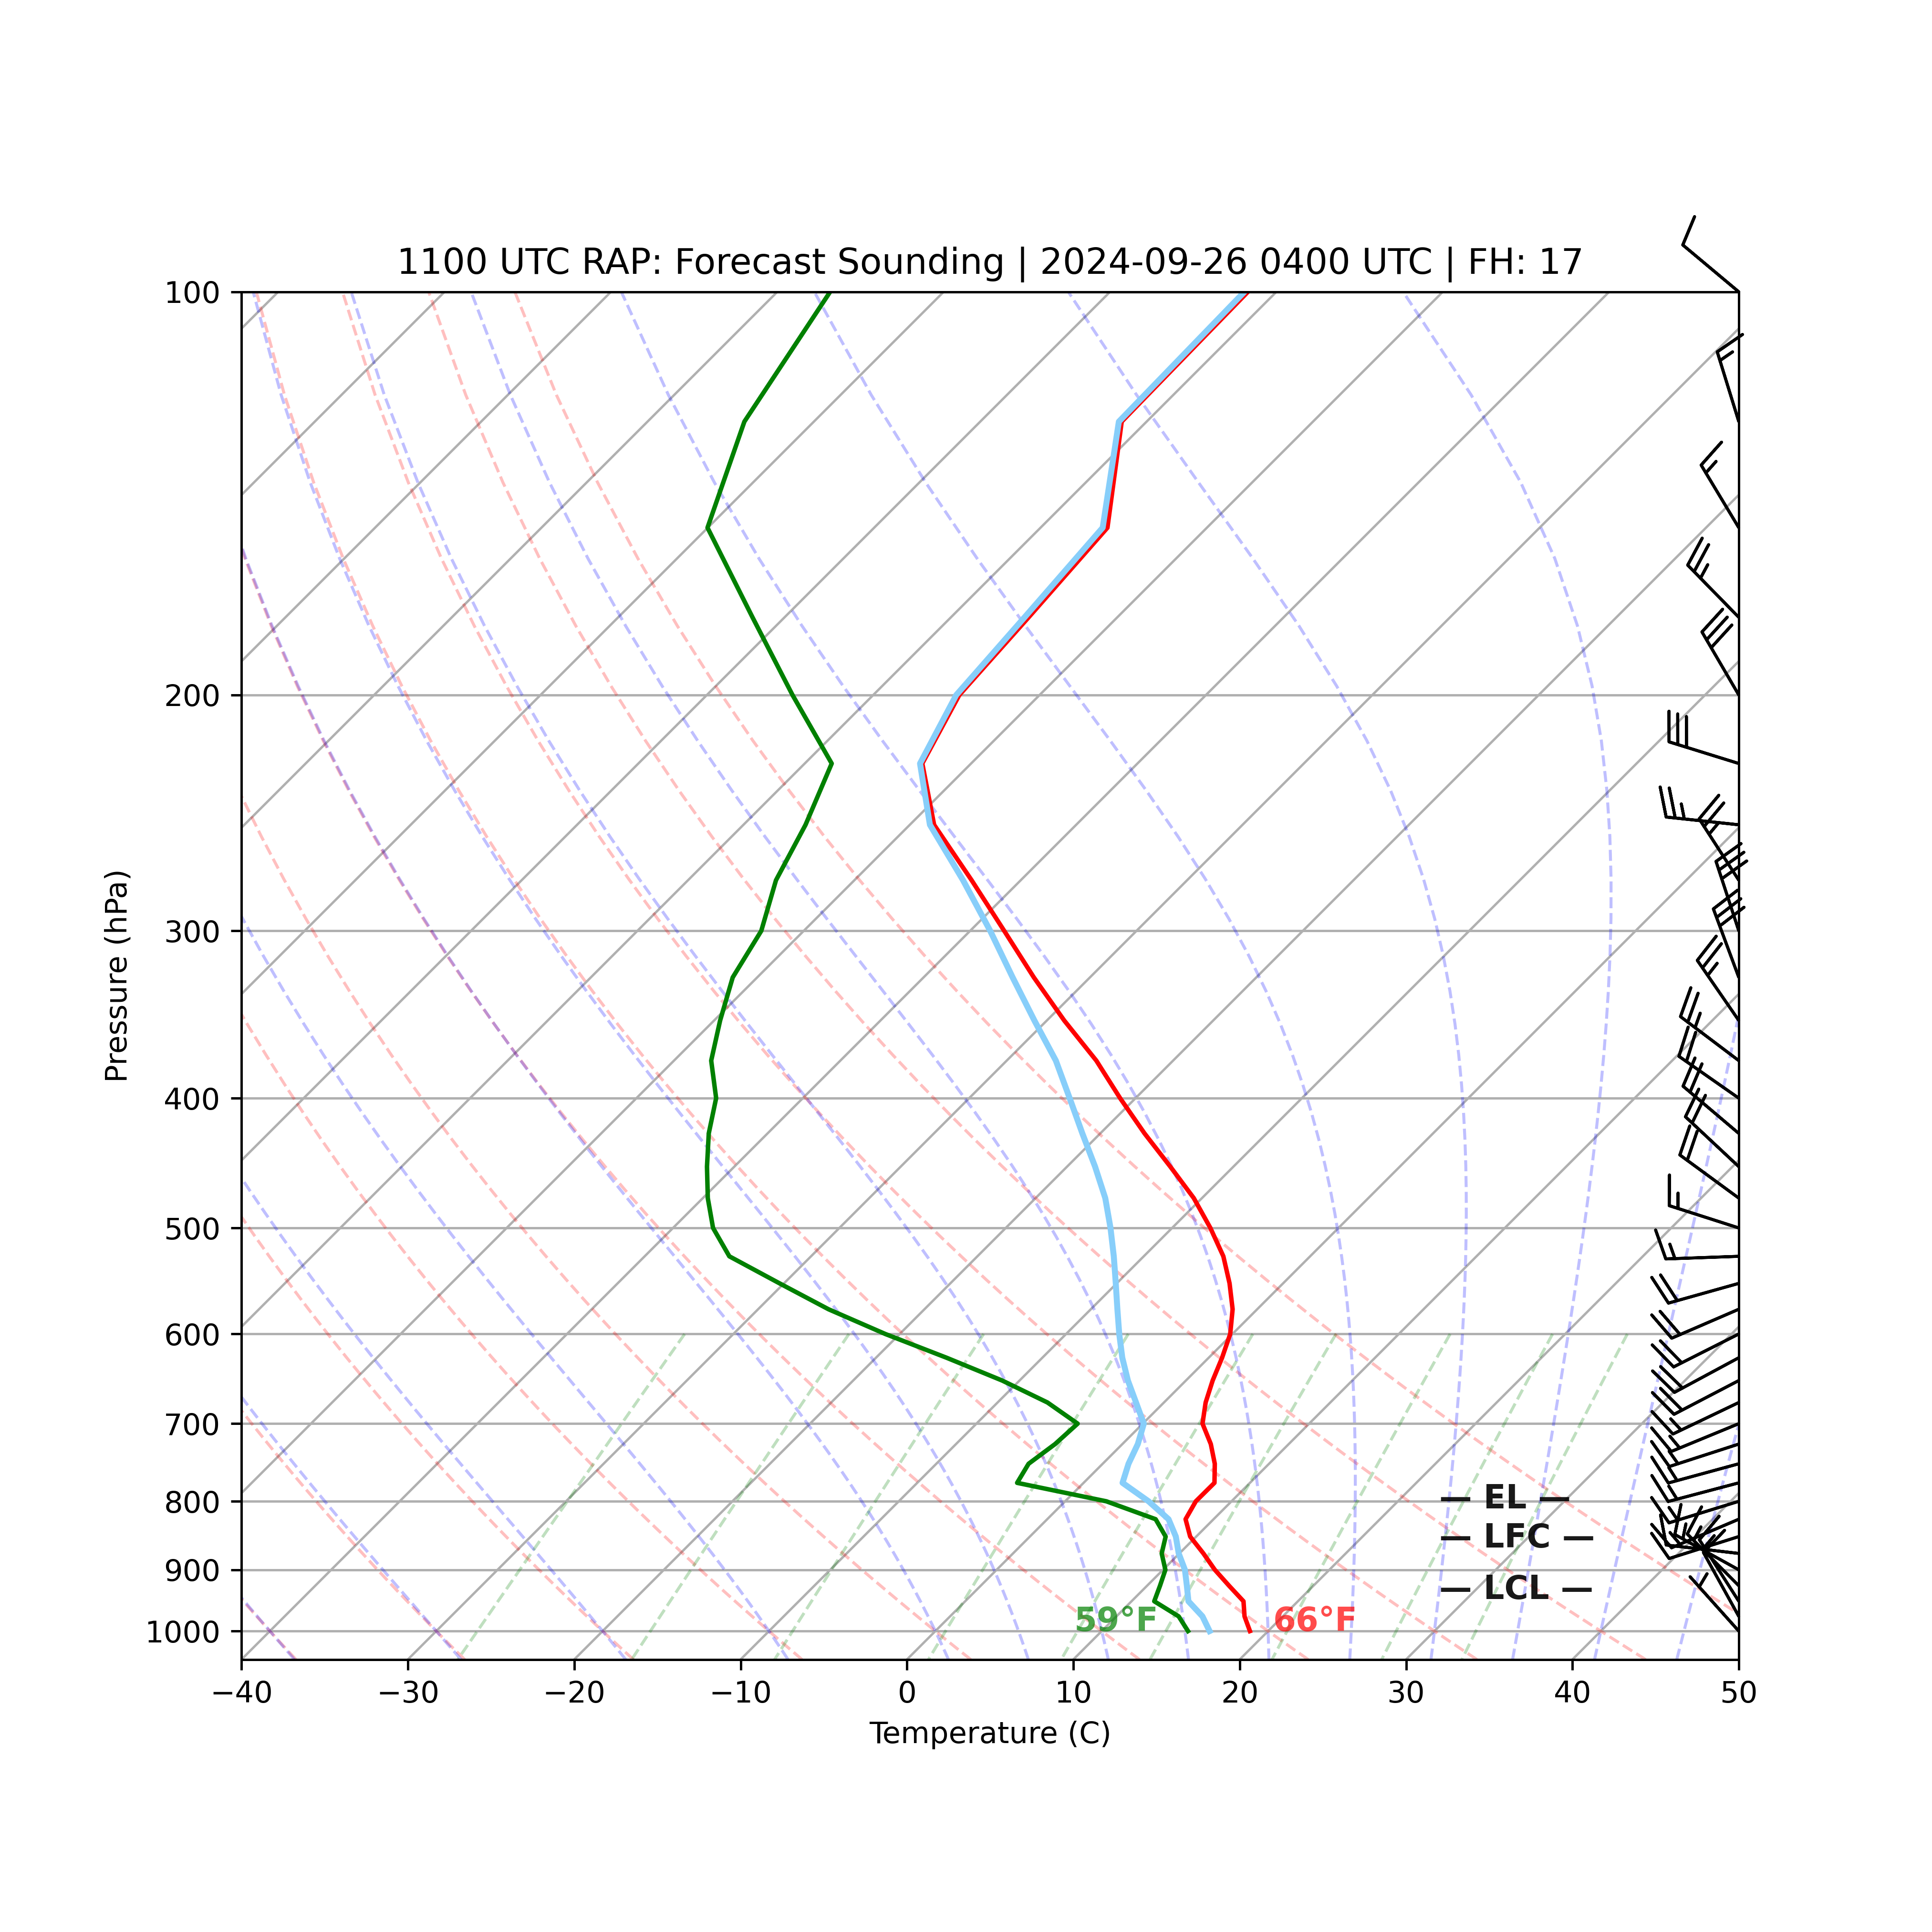 1100 UTC RAP: Forecast Sounding | 2024-09-26 0400 UTC | FH: 17
100
200
300
400
500
600
700
800
900
1000
Pressure (hPa)
— EL —
— LFC —
— LCL —
59°F 66°F
−40 −30 −20 −10 0 10 20 30 40 50
Temperature (C)